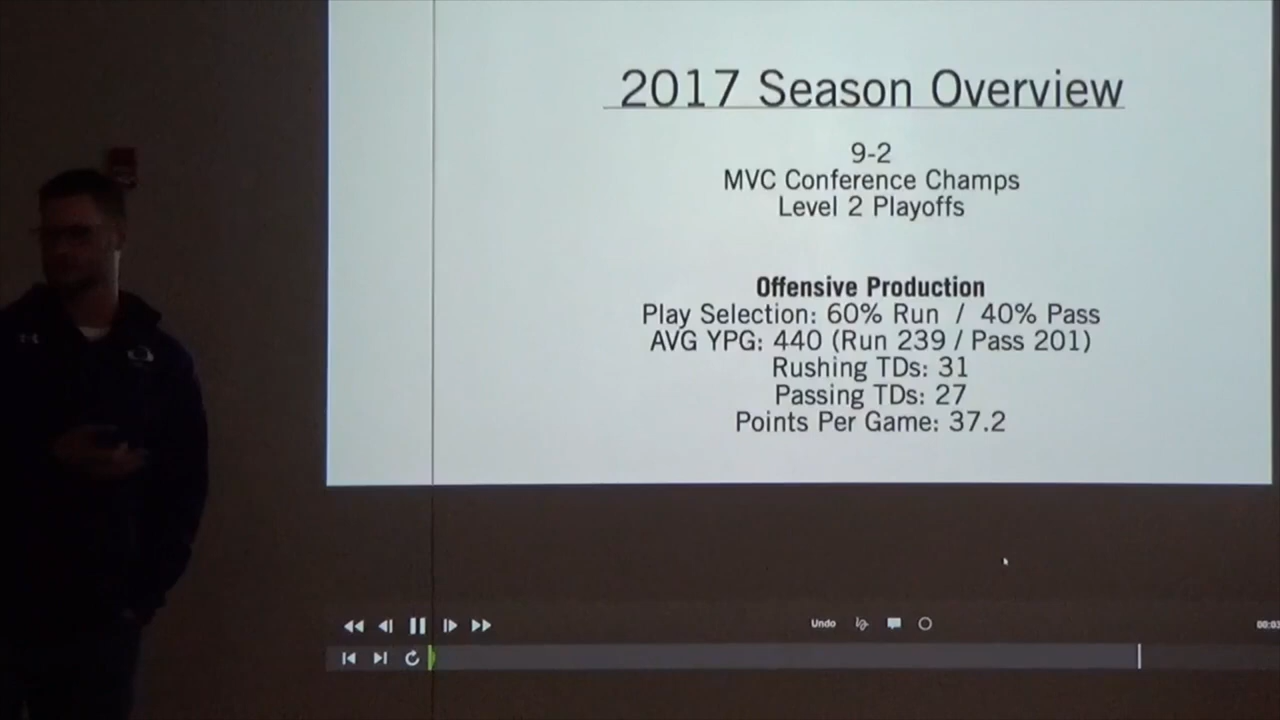 2017 Season Overview
9-2
MVC Conference Champs
Level 2 Playoffs
Offensive Production
Play Selection: 60% Run / 40% Pass
AVG YPG: 440 (Run 239 / Pass 201)
Rushing TDs: 31
Passing TDs: 27
Points Per Game: 37.2
Undo
00:03